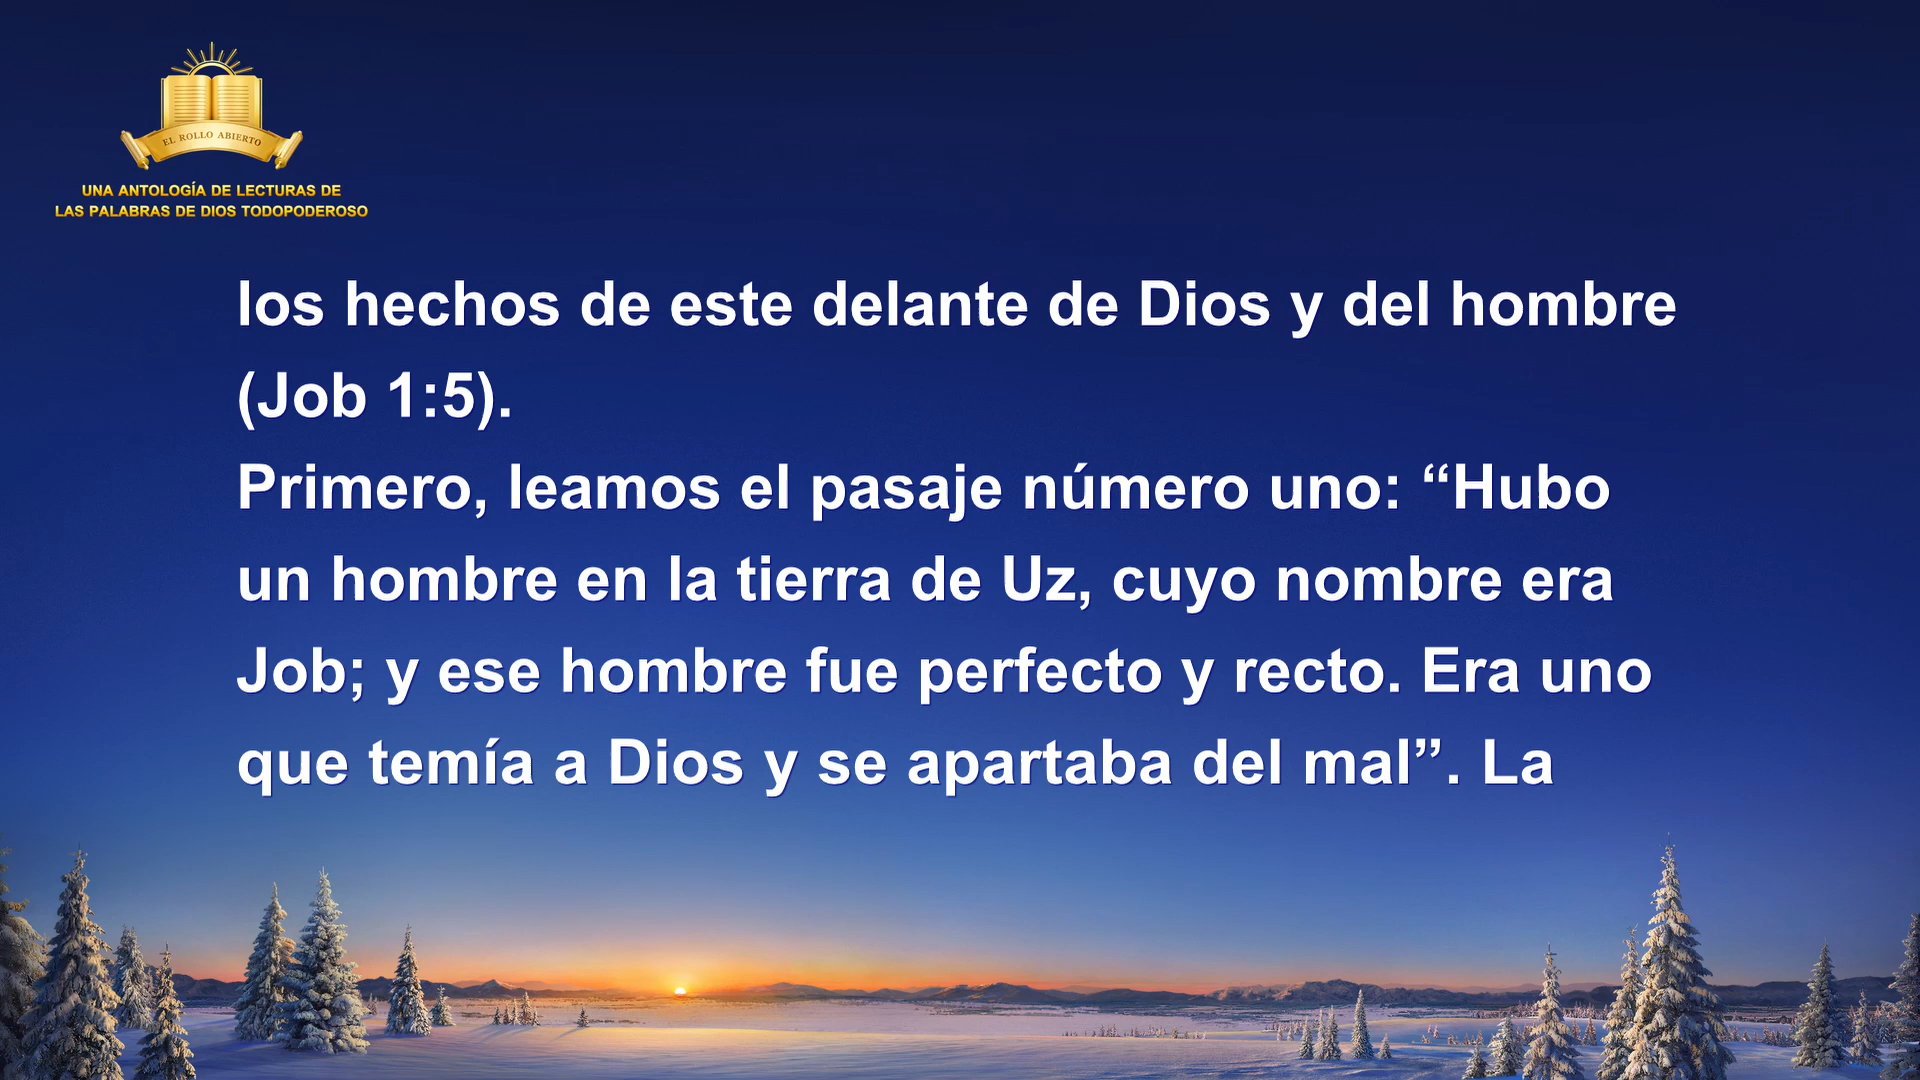 EL ROLLO ABIERTO
UNA ANTOLOGÍA DE LECTURAS DE
LAS PALABRAS DE DIOS TODOPODEROSO
los hechos de este delante de Dios y del hombre
(Job 1:5).
Primero, leamos el pasaje número uno: “Hubo
un hombre en la tierra de Uz, cuyo nombre era
Job; y ese hombre fue perfecto y recto. Era uno
que temía a Dios y se apartaba del mal”. La